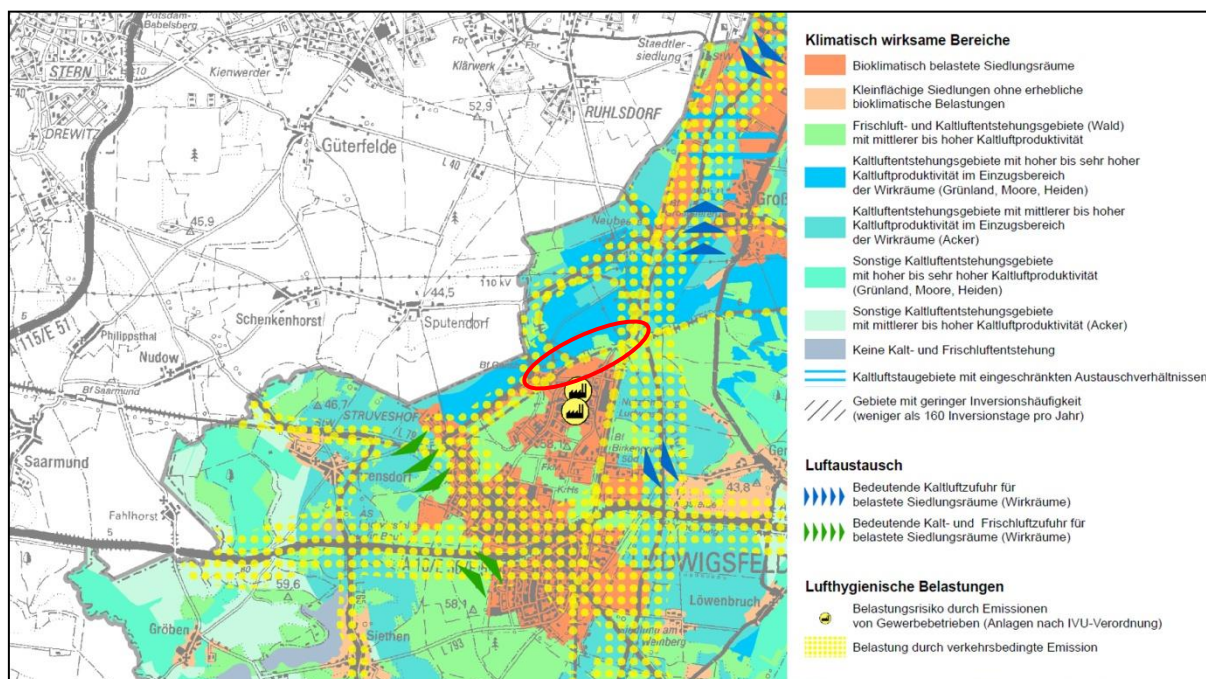 Potsdam-
Babelsberg
STERN
DREWITZ
Kienwerder
Fbr
Klärwerk
Fbr
Staedtler-
siedlung
52,9
RUHLSDORF
Güterfelde
L 40
45,9
110 kV
44,5
Schenkenhorst
Sputendorf
A 115/E 51
Philippsthal
Nudow
Bf Saarmund
46,7
STRUVESHOF
Saarmund
ensdorf
Fahlhorst
43,8
59,6
58,1
Gröben
Siethen
L 793
Löwenbruch
Klimatisch wirksame Bereiche
Bioklimatisch belastete Siedlungsräume
Kleinflächige Siedlungen ohne erhebliche
bioklimatische Belastungen
Frischluft- und Kaltluftentstehungsgebiete (Wald)
mit mittlerer bis hoher Kaltluftproduktivität
Kaltluftentstehungsgebiete mit hoher bis sehr hoher
Kaltluftproduktivität im Einzugsbereich
der Wirkräume (Grünland, Moore, Heiden)
Kaltluftentstehungsgebiete mit mittlerer bis hoher
Kaltluftproduktivität im Einzugsbereich
der Wirkräume (Acker)
Sonstige Kaltluftentstehungsgebiete
mit hoher bis sehr hoher Kaltluftproduktivität
(Grünland, Moore, Heiden)
Sonstige Kaltluftentstehungsgebiete
mit mittlerer bis hoher Kaltluftproduktivität (Acker)
Keine Kalt- und Frischluftentstehung
Kaltluftstaugebiete mit eingeschränkten Austauschverhältnissen
Gebiete mit geringer Inversionshäufigkeit
(weniger als 160 Inversionstage pro Jahr)
Luftaustausch
Bedeutende Kaltluftzufuhr für
belastete Siedlungsräume (Wirkräume)
Bedeutende Kalt- und Frischluftzufuhr für
belastete Siedlungsräume (Wirkräume)
Lufthygienische Belastungen
Belastungsrisiko durch Emissionen
von Gewerbebetrieben (Anlagen nach IVU-Verordnung)
Belastung durch verkehrsbedingte Emission